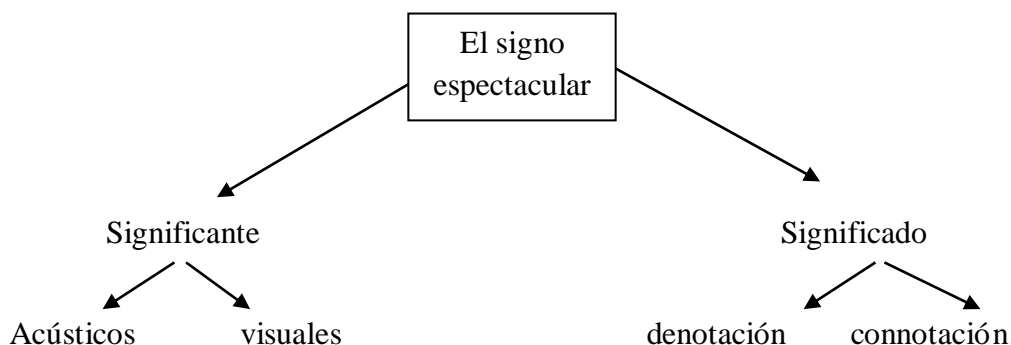 El signo
espectacular
Significante
Significado
Acústicos
visuales
denotación
connotación